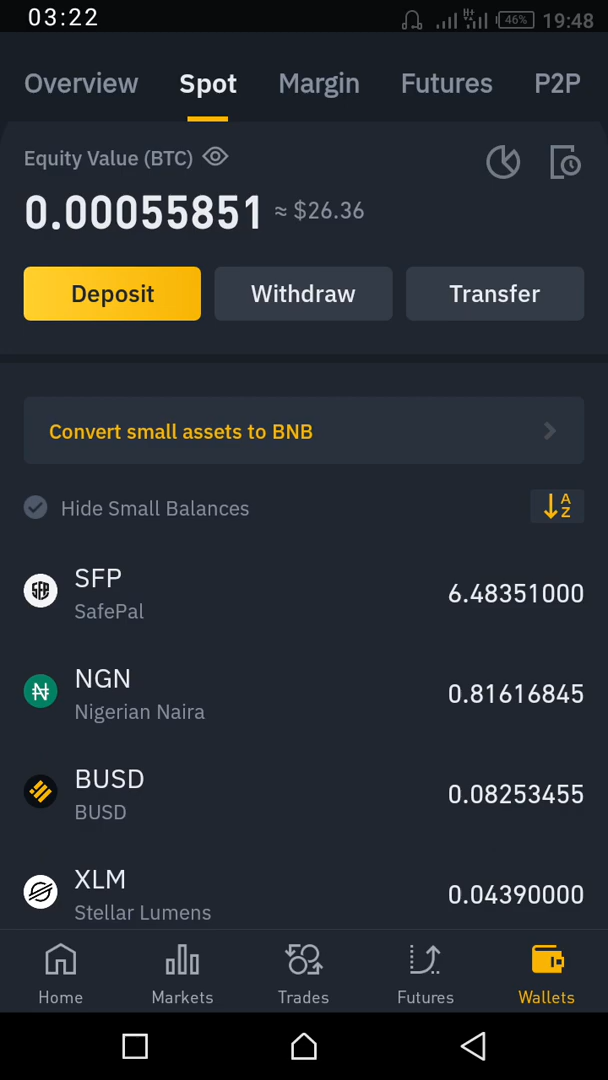 03:22
46% 19:48
Overview Spot Margin Futures P2P
Equity Value (BTC)
0.00055851 ≈ $26.36
Deposit Withdraw Transfer
Convert small assets to BNB
Hide Small Balances
A
Z
SFP
SafePal
6.48351000
NGN
Nigerian Naira
0.81616845
BUSD
BUSD
0.08253455
XLM
Stellar Lumens
0.04390000
Home Markets Trades Futures Wallets